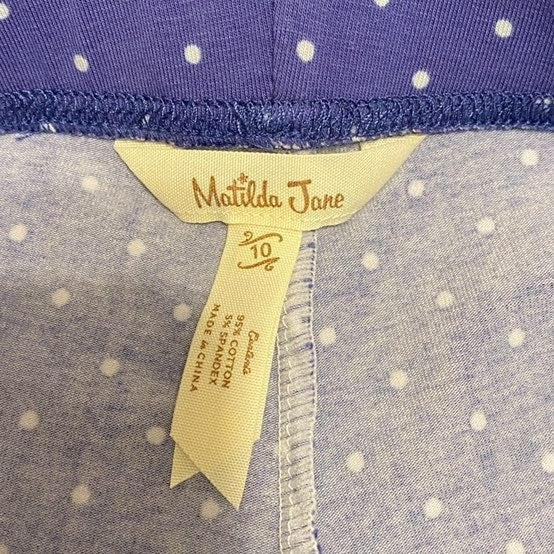 Matilda Jane
10
Contents
95% COTTON
5% SPANDEX
MADE in CHINA